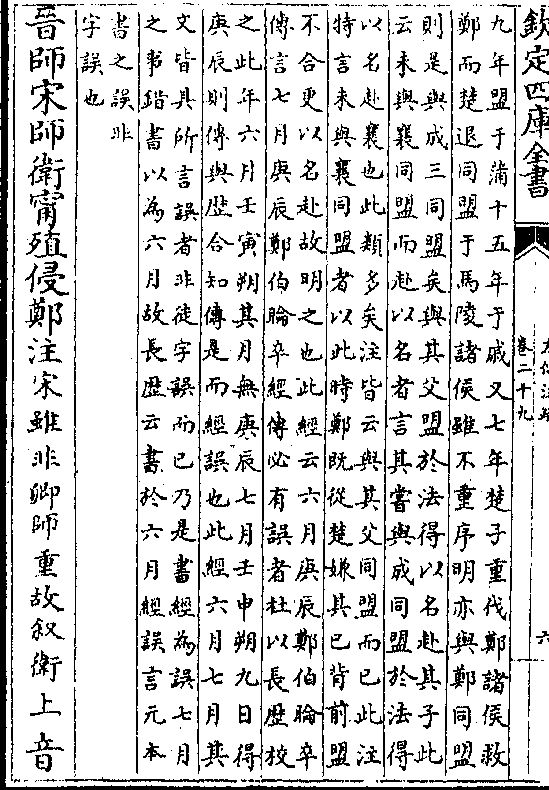 欽定四庫全書
卷二十九
六
九年盟于蒲十五年于戚又七年楚子重伐鄭諸侯救
鄭而楚退同盟于馬陵諸侯雖不重序明亦與鄭同盟
則是與成三同盟矣與其父盟於法得以名赴其子此
云未與襄同盟而赴以名者言其嘗與成同盟於法得
以名赴襄也此類多矣注皆云與其父同盟而已此注
特言未與襄同盟者以此時鄭既從楚嫌其已背前盟
不合更以名赴故明之也此經云六月庚辰鄭伯睔卒
傳言七月庚辰鄭伯睔卒經傳必有誤者杜以長歴校
之此年六月壬寅朔其月無庚辰七月壬申朔九日得
庚辰則傳與歴合知傳是而經誤也此經六月七月其
文皆具所言誤者非徒字誤而已乃是書經為誤七月
之事錯書以為六月故長歴云書於六月經誤言元本
書之誤非
字誤也
晉師宋師衛甯殖侵鄭注宋雖非卿師重故叙衛上音